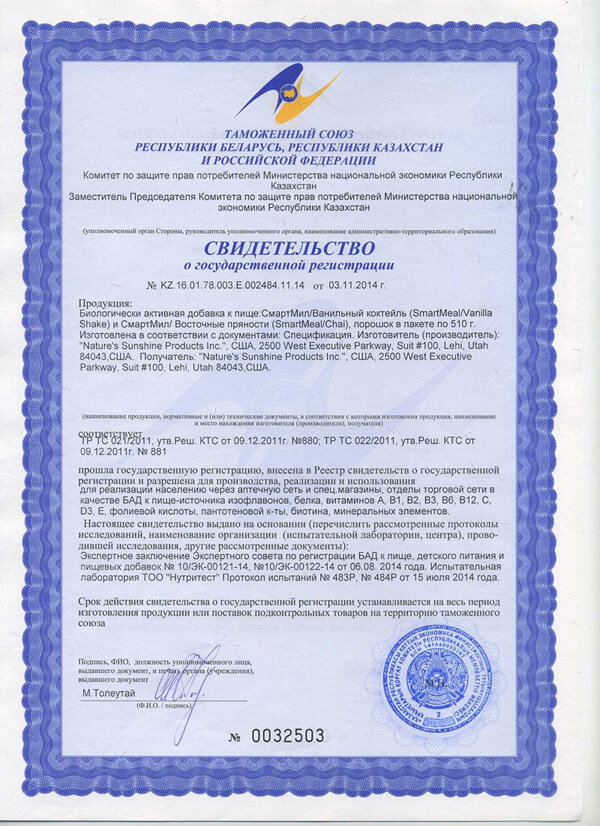 ТАМОЖЕННЫЙ СОЮЗ
РЕСПУБЛИКИ БЕЛАРУСЬ, РЕСПУБЛИКИ КАЗАХСТАН
И РОССИЙСКОЙ ФЕДЕРАЦИИ
Комитет по защите прав потребителей Министерства национальной экономики Республики
Казахстан
Заместитель Председателя Комитета по защите прав потребителей Министерства национальной
экономики Республики Казахстан
(уполномоченный орган Стороны, руководитель уполномоченного органа, наименование административно-территориального образования)
СВИДЕТЕЛЬСТВО
о государственной регистрации
№ KZ.16.01.78.003.E.002484.11.14 от 03.11.2014 г.
Продукция:
Биологически активная добавка к пище:СмартМил/Ванильный коктейль (SmartMeal/Vanilla
Shake) и СмартМил/ Восточные пряности (SmartMeal/Chai), порошок в пакете по 510 г.
Изготовлена в соответствии с документами: Спецификация. Изготовитель (производитель):
"Nature's Sunshine Products Inc.", США, 2500 West Executive Parkway, Suit #100, Lehi, Utah
84043,США. Получатель: "Nature's Sunshine Products Inc.", США, 2500 West Executive
Parkway, Suit #100, Lehi, Utah 84043,США.
(наименование продукции, нормативные и (или) технические документы, в соответствии с которыми изготовлена продукция, наименование
и место нахождения изготовителя (производителя), получателя)
соответствует
ТР ТС 021/2011, утв.Реш. КТС от 09.12.2011г. №880; ТР ТС 022/2011, утв.Реш. КТС от
09.12.2011г. № 881
прошла государственную регистрацию, внесена в Реестр свидетельств о государственной
регистрации и разрешена для производства, реализации и использования
для реализации населению через аптечную сеть и спец.магазины, отделы торговой сети в
качестве БАД к пище-источника изофлавонов, белка, витаминов А, В1, В2, В3, В6, В12, С,
D3, Е, фолиевой кислоты, пантотеновой к-ты, биотина, минеральных элементов.
Настоящее свидетельство выдано на основании (перечислить рассмотренные протоколы
исследований, наименование организации (испытательной лаборатории, центра), прово-
дившей исследования, другие рассмотренные документы):
Экспертное заключение Экспертного совета по регистрации БАД к пище, детского питания и
пищевых добавок № 10/ЭК-00121-14, №10/ЭК-00122-14 от 06.08. 2014 года. Испытательная
лаборатория ТОО "Нутритест" Протокол испытаний № 483Р, № 484Р от 15 июля 2014 года.
Срок действия свидетельства о государственной регистрации устанавливается на весь период
изготовления продукции или поставок подконтрольных товаров на территорию таможенного
союза
Подпись, ФИО, должность уполномоченного лица,
выдавшего документ, и печать органа (учреждения),
выдавшего документ
М.Толеутай
(Ф.И.О. / подпись)
М.П.
2
№ 0032503